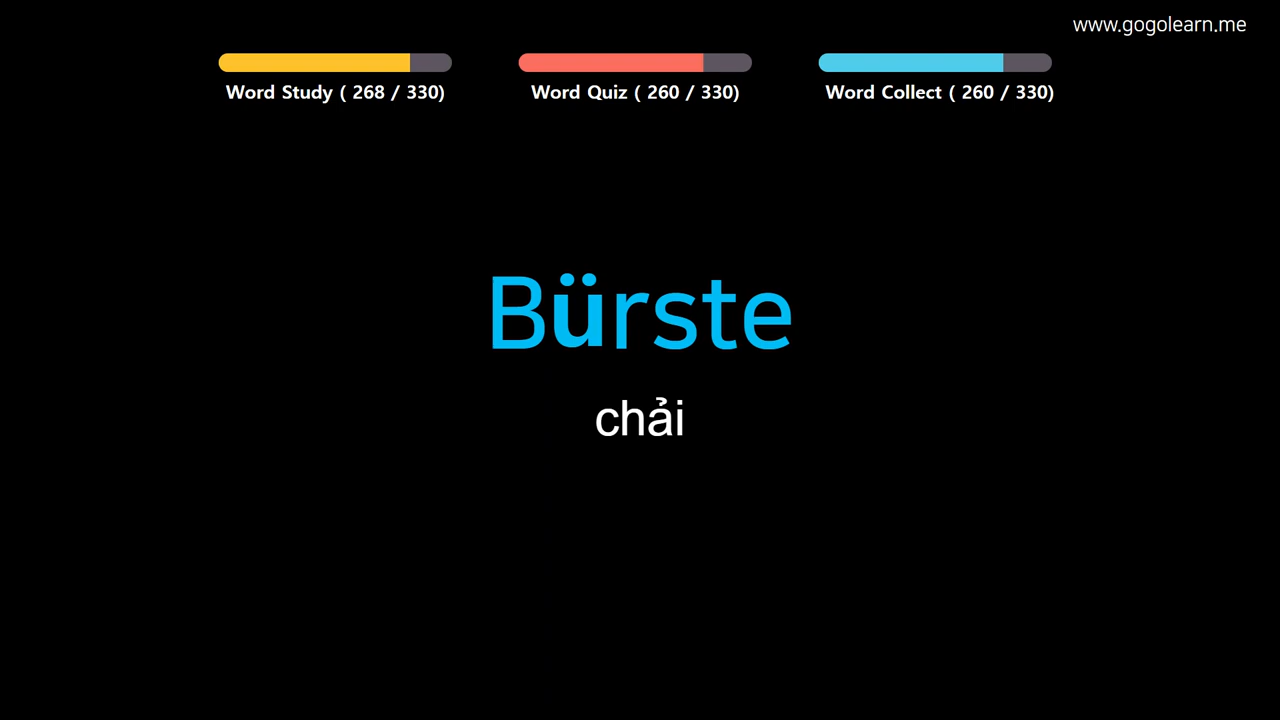 www.gogolearn.me
Word Study ( 268 / 330)
Word Quiz ( 260 / 330)
Word Collect ( 260 / 330)
Bürste
chải